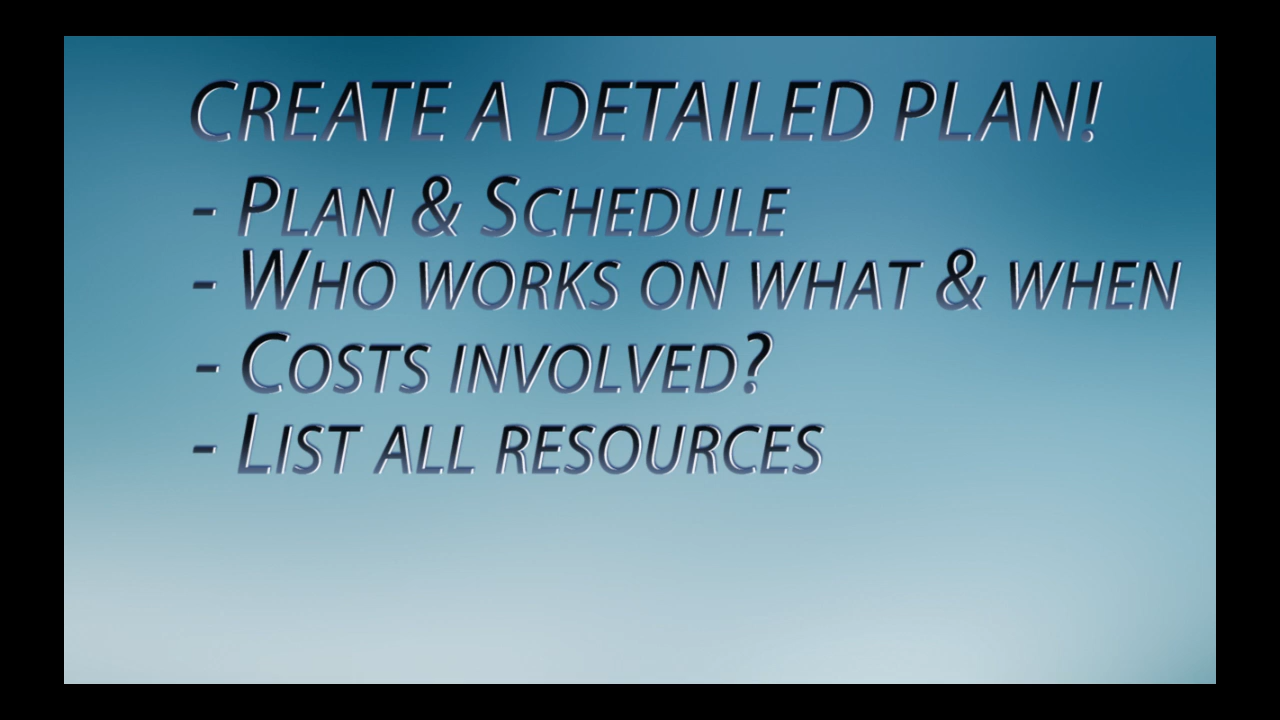 CREATE A DETAILED PLAN!
- PLAN & SCHEDULE
- WHO WORKS ON WHAT & WHEN
- COSTS INVOLVED?
- LIST ALL RESOURCES